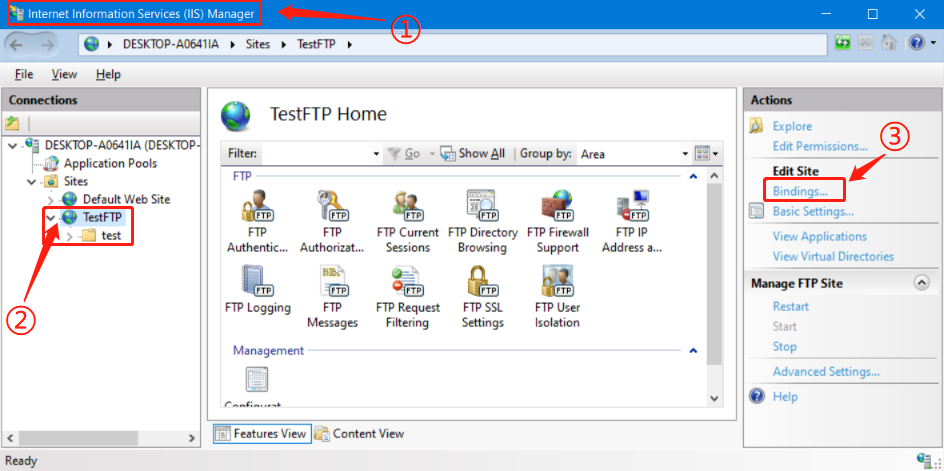 Internet Information Services (IIS) Manager
①
DESKTOP-A0641IA
Sites
TestFTP
File
View
Help
Connections
DESKTOP-A0641IA (DESKTOP-
Application Pools
Sites
Default Web Site
TestFTP
test
②
TestFTP Home
Filter:
Go
Show All
Group by:
Area
FTP
FTP
Authentic...
FTP
Authorizat...
FTP Current
Sessions
FTP Directory
Browsing
FTP Firewall
Support
FTP IP
Address a...
FTP Logging
FTP
Messages
FTP Request
Filtering
FTP SSL
Settings
FTP User
Isolation
Management
Configurat
Features View
Content View
Actions
Explore
③
Edit Permissions...
Edit Site
Bindings...
Basic Settings...
View Applications
View Virtual Directories
Manage FTP Site
Restart
Start
Stop
Advanced Settings...
Help
Ready